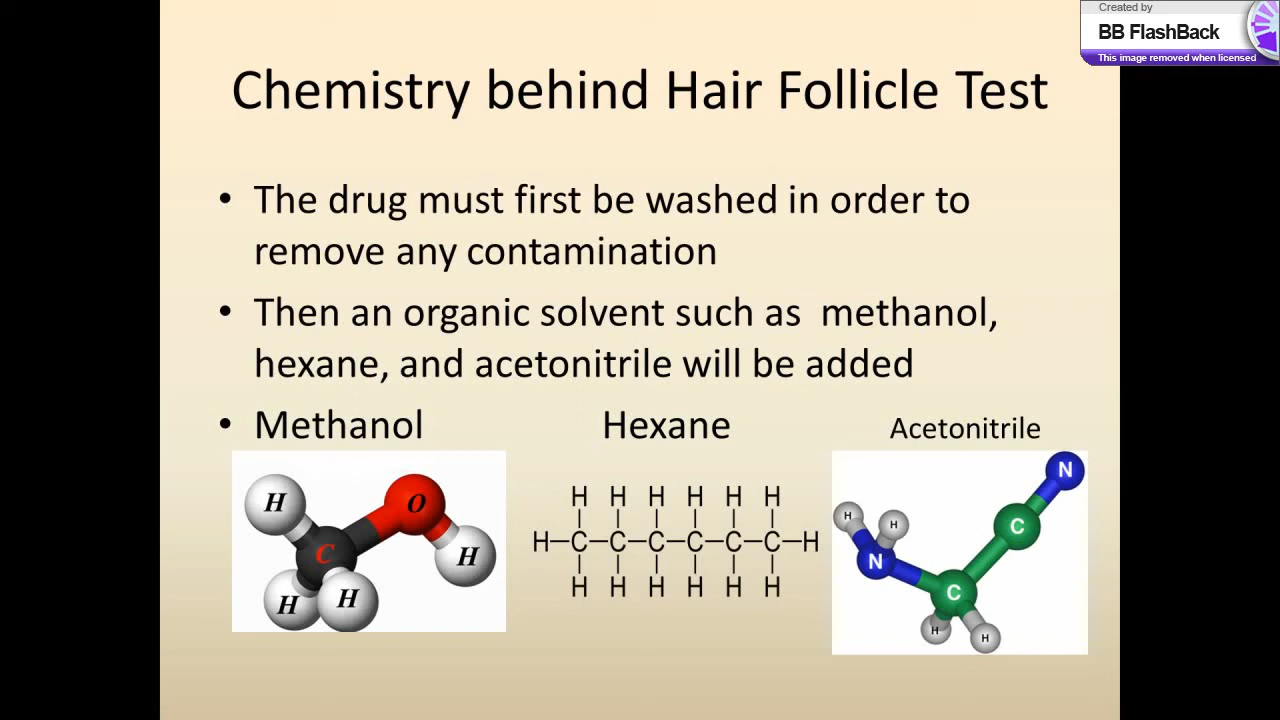 Created by
BB FlashBack
This image removed when licensed
Chemistry behind Hair Follicle Test
• The drug must first be washed in order to
remove any contamination
• Then an organic solvent such as methanol,
hexane, and acetonitrile will be added
• Methanol Hexane Acetonitrile
H O C H H H
H H H H H H
H—C—C—C—C—C—C—H
H H H H H H
N C H H N C H H